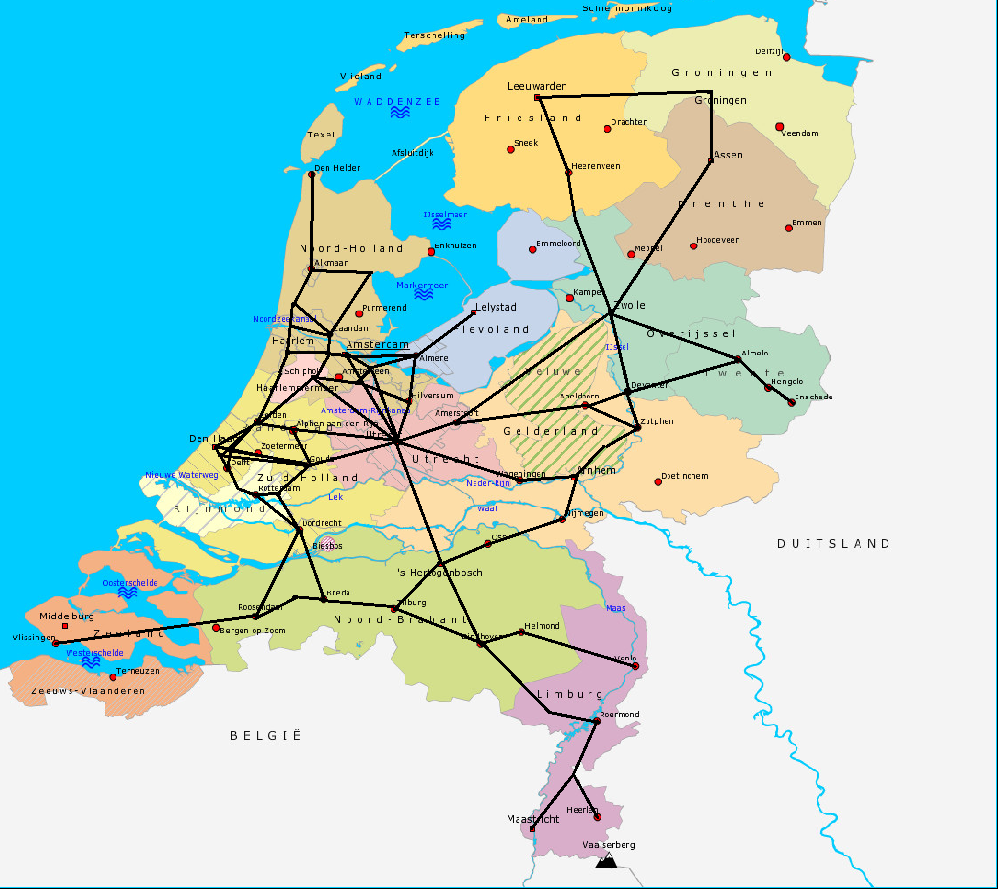 Schiermonnikoog
Ameland
Terschelling
Delfzijl
Groningen
Vlieland
Leeuwarden
WADDENZEE
Groningen
Friesland
Drachten
Texel
Veendam
Sneek
Afsluitdijk
Assen
Den Helder
Heerenveen
Drenthe
IJsselmeer
Emmen
Enkhuizen
Emmeloord
Hoogeveen
Noord-Holland
Meppel
Alkmaar
Markermeer
Kampen
Lelystad
Zwolle
Purmerend
Noordzeekanaal
Zaandam
Flevoland
Overijssel
Haarlem
Amsterdam
IJssel
Almere
Almelo
Schiphol
Amstelveen
Veluwe
Twente
Haarlemmermeer
Hengelo
Deventer
Hilversum
Apeldoorn
Enschede
Amsterdam-Rijnkanaal
Amersfoort
Leiden
Alphen aan den Rijn
Zutphen
Gelderland
Utrecht
Den Haag
Zoetermeer
Gouda
Utrecht
Delft
Nieuwe Waterweg
Zuid-Holland
Wageningen
Arnhem
Doetinchem
Neder-Rijn
Rotterdam
Lek
Rijnmond
Waal
Nijmegen
Dordrecht
Oss
DUITSLAND
Biesbos
's Hertogenbosch
Oosterschelde
Breda
Tilburg
Roosendaal
Maas
Middelburg
Noord-Brabant
Helmond
Bergen op Zoom
Zeeland
Vlissingen
Eindhoven
Westerschelde
Venlo
Terneuzen
Zeeuws-Vlaanderen
Limburg
Roermond
BELGIË
Heerlen
Maastricht
Vaalserberg